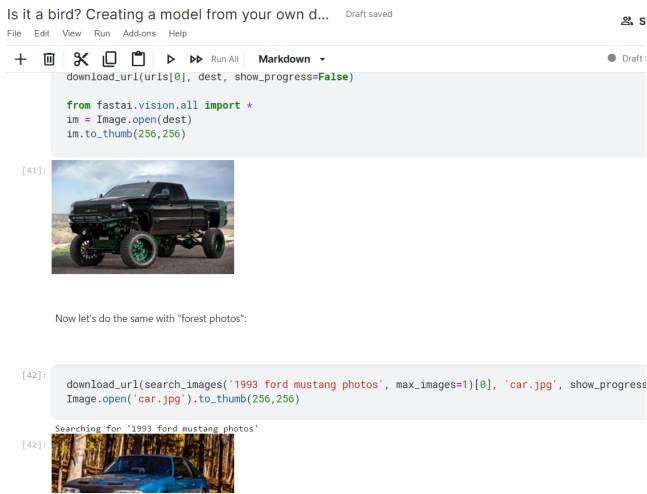 Is it a bird? Creating a model from your own d...
Draft saved
S
File Edit View Run Add-ons Help
Run All Markdown Draft
download_url(urls[0], dest, show_progress=False)
from fastai.vision.all import *
im = Image.open(dest)
im.to_thumb(256,256)
[41]:
Now let's do the same with "forest photos":
[42]:
download_url(search_images('1993 ford mustang photos', max_images=1)[0], 'car.jpg', show_progress
Image.open('car.jpg').to_thumb(256,256)
Searching for '1993 ford mustang photos'
[42]: